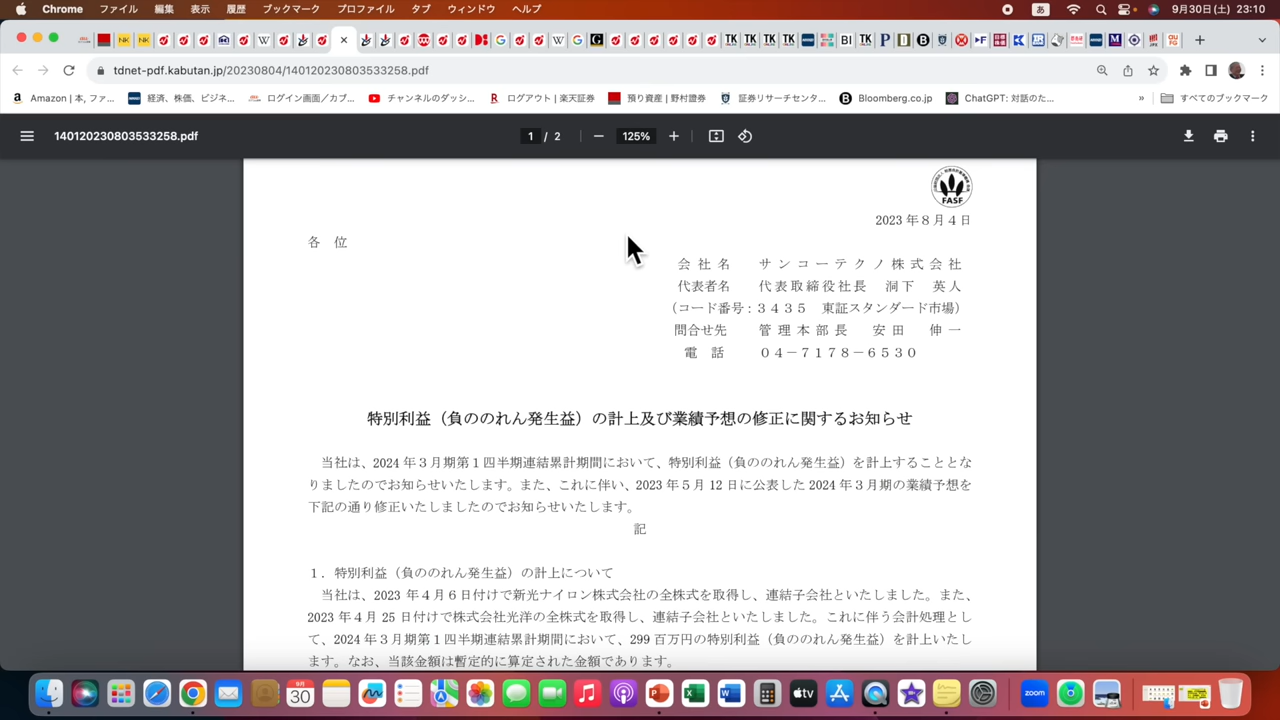 Chrome ファイル 編集 表示 履歴 ブックマーク プロファイル タブ ウィンドウ ヘルプ あ 9月30日(土) 23:10
tdnet-pdf.kabutan.jp/20230804/140120230803533258.pdf
Amazon | 本, ファ... 経済、株価、ビジネ... ログイン画面／カブ... チャンネルのダッシ... ログアウト | 楽天証券 預り資産 | 野村證券 証券リサーチセンタ... Bloomberg.co.jp ChatGPT: 対話のた... » すべてのブックマーク
140120230803533258.pdf 1 / 2 125%
FASF
2023年８月４日
各 位
会社名 サンコーテクノ株式会社
代表者名 代表取締役社長 洞下 英人
（コード番号：３４３５ 東証スタンダード市場）
問合せ先 管理本部長 安田 伸一
電話 ０４－７１７８－６５３０
特別利益（負ののれん発生益）の計上及び業績予想の修正に関するお知らせ
当社は、2024年３月期第１四半期連結累計期間において、特別利益（負ののれん発生益）を計上することとな
りましたのでお知らせいたします。また、これに伴い、2023年５月12日に公表した2024年３月期の業績予想を
下記の通り修正いたしましたのでお知らせいたします。
記
１．特別利益（負ののれん発生益）の計上について
当社は、2023年４月６日付けで新光ナイロン株式会社の全株式を取得し、連結子会社といたしました。また、
2023年４月25日付けで株式会社光洋の全株式を取得し、連結子会社といたしました。これに伴う会計処理とし
て、2024年３月期第１四半期連結累計期間において、299百万円の特別利益（負ののれん発生益）を計上いたし
ます。なお、当該金額は暫定的に算定された金額であります。
zoom